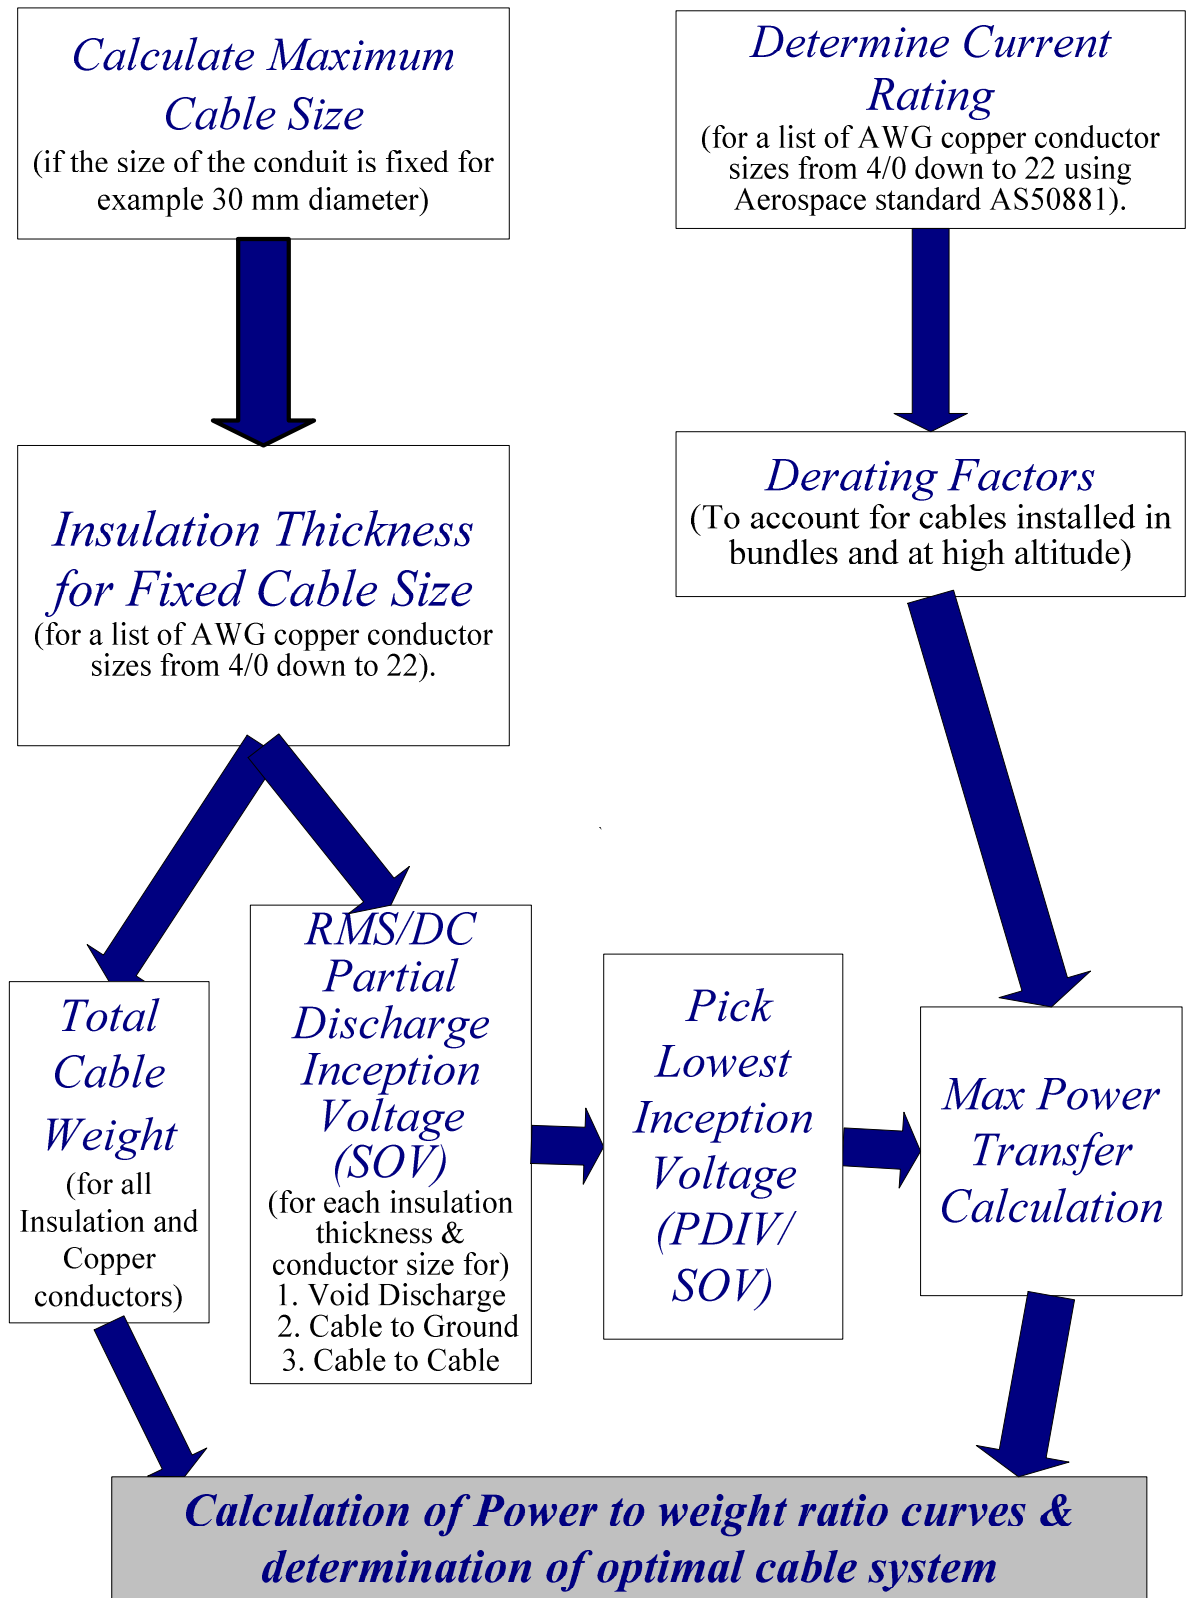 Calculate Maximum
Cable Size
(if the size of the conduit is fixed for
example 30 mm diameter)
Determine Current
Rating
(for a list of AWG copper conductor
sizes from 4/0 down to 22 using
Aerospace standard AS50881).
Insulation Thickness
for Fixed Cable Size
(for a list of AWG copper conductor
sizes from 4/0 down to 22).
Derating Factors
(To account for cables installed in
bundles and at high altitude)
Total
Cable
Weight
(for all
Insulation and
Copper
conductors)
RMS/DC
Partial
Discharge
Inception
Voltage
(SOV)
(for each insulation
thickness &
conductor size for)
1. Void Discharge
2. Cable to Ground
3. Cable to Cable
Pick
Lowest
Inception
Voltage
(PDIV/
SOV)
Max Power
Transfer
Calculation
Calculation of Power to weight ratio curves &
determination of optimal cable system